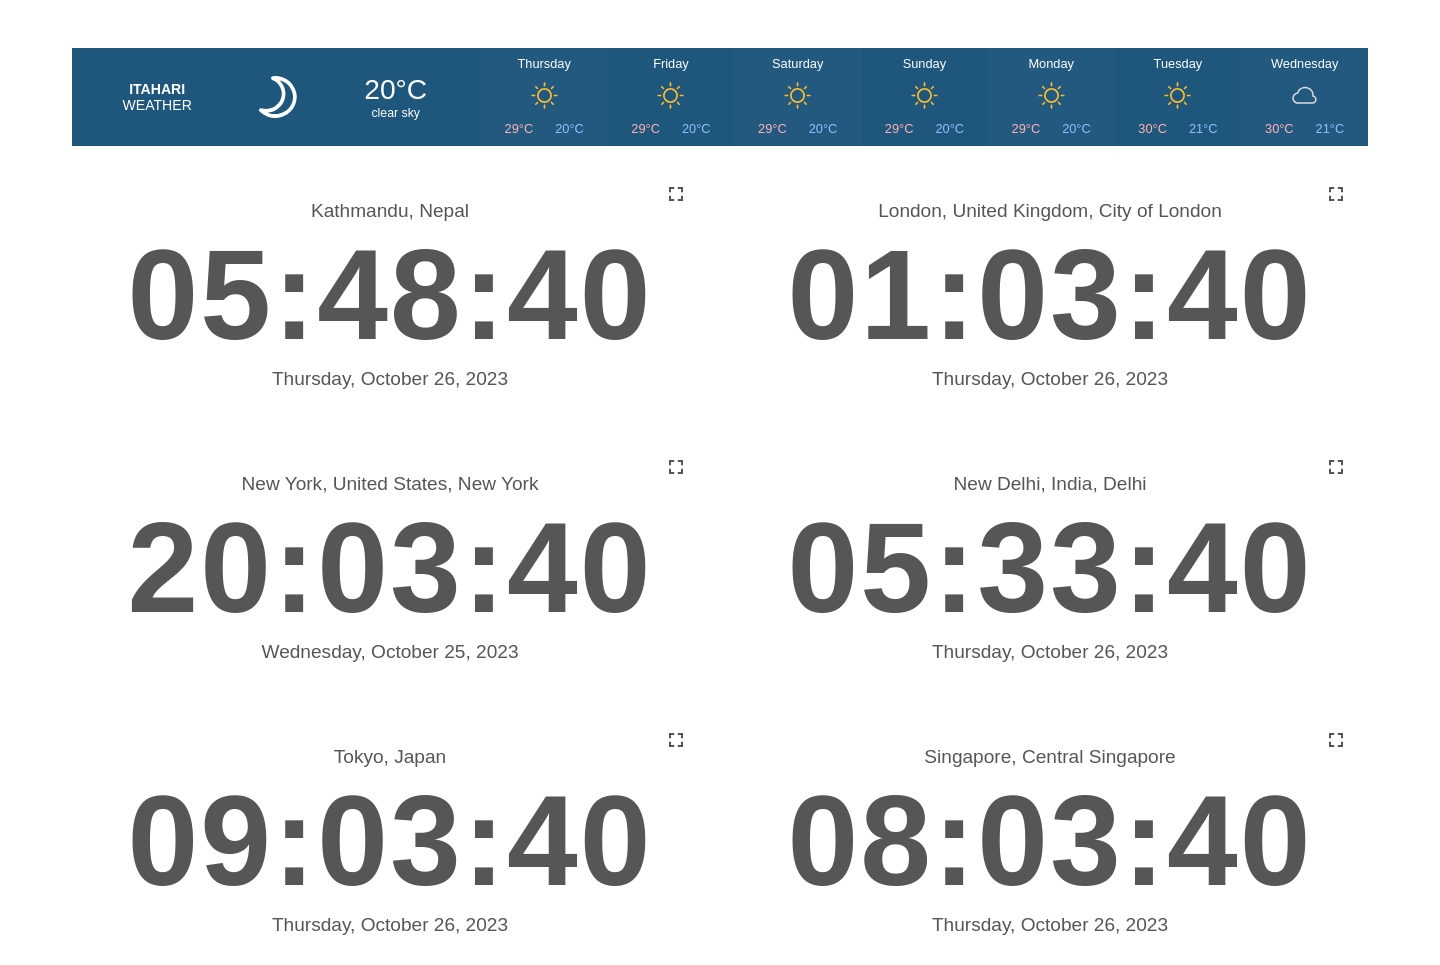 ITAHARI
WEATHER
20°C
clear sky
Thursday
29°C 20°C
Friday
29°C 20°C
Saturday
29°C 20°C
Sunday
29°C 20°C
Monday
29°C 20°C
Tuesday
30°C 21°C
Wednesday
30°C 21°C
Kathmandu, Nepal
05:48:40
Thursday, October 26, 2023
London, United Kingdom, City of London
01:03:40
Thursday, October 26, 2023
New York, United States, New York
20:03:40
Wednesday, October 25, 2023
New Delhi, India, Delhi
05:33:40
Thursday, October 26, 2023
Tokyo, Japan
09:03:40
Thursday, October 26, 2023
Singapore, Central Singapore
08:03:40
Thursday, October 26, 2023